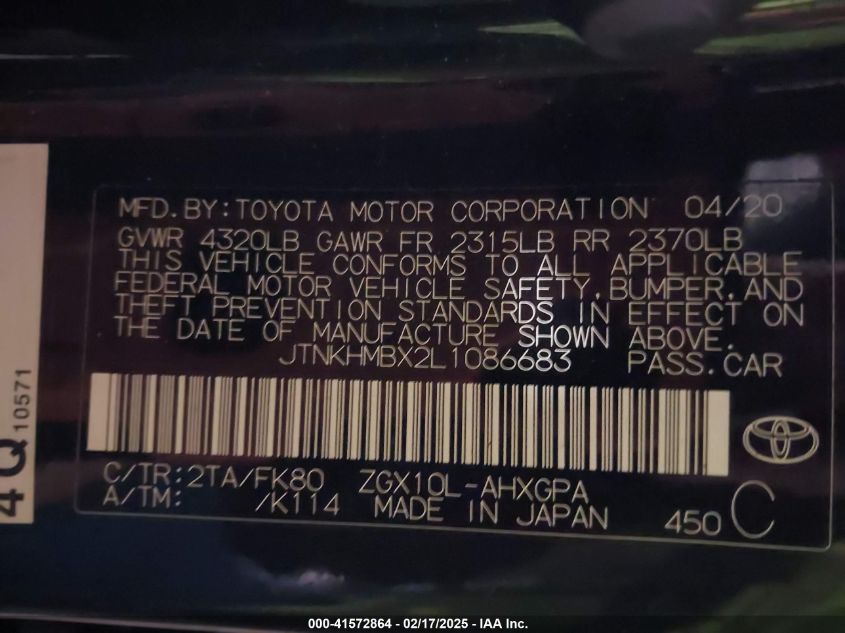 MFD.BY:TOYOTA MOTOR CORPORATION 04/20
GVWR 4320LB GAWR FR 2315LB RR 2370LB
THIS VEHICLE CONFORMS TO ALL APPLICABLE
FEDERAL MOTOR VEHICLE SAFETY,BUMPER,AND
THEFT PREVENTION STANDARDS IN EFFECT ON
THE DATE OF MANUFACTURE SHOWN ABOVE.
JTNKHMBX2L1086683 PASS.CAR
C/TR:2TA/FK80 ZGX10L-AHXGPA
A/TM: /K114 MADE IN JAPAN 450 C
4Q 10571
000-41572864 - 02/17/2025 - IAA Inc.